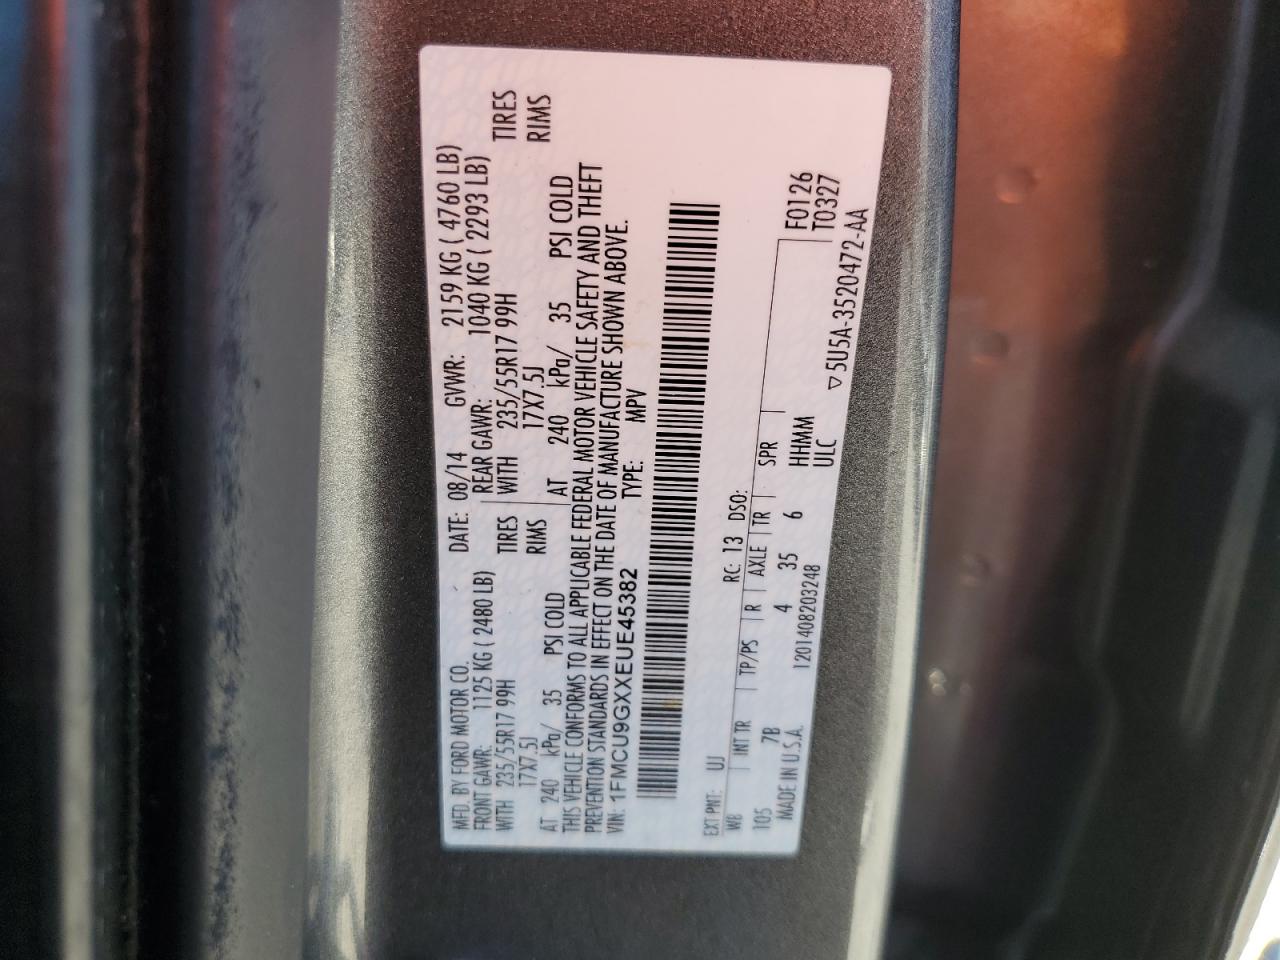 MFD. BY FORD MOTOR CO. DATE: 08/14 GVWR: 2159 KG ( 4760 LB)
FRONT GAWR: 1125 KG ( 2480 LB) REAR GAWR: 1040 KG ( 2293 LB)
WITH 235/55R17 99H TIRES WITH 235/55R17 99H TIRES
17X7.5J RIMS 17X7.5J RIMS
AT 240 kPa/ 35 PSI COLD AT 240 kPa/ 35 PSI COLD
THIS VEHICLE CONFORMS TO ALL APPLICABLE FEDERAL MOTOR VEHICLE SAFETY AND THEFT
PREVENTION STANDARDS IN EFFECT ON THE DATE OF MANUFACTURE SHOWN ABOVE.
VIN: 1FMCU9GXXEUE45382 TYPE: MPV
EXT PNT: UJ RC: 13 DSO:
WB INT TR TP/PS R AXLE TR SPR F0126
105 7B 4 35 6 HHMM T0327
MADE IN U.S.A. 1201408203248 ULC ▽5U5A-3520472-AA